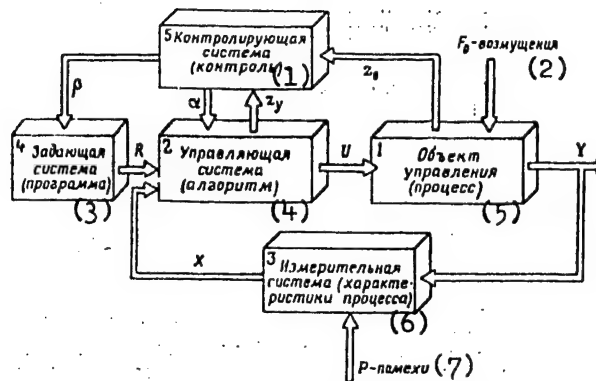 5 Контролирующая
система
(контроль)
(1)
F₀-возмущения
(2)
z₀
β
α
zy
4 Задающая
система
(программа)
(3)
R
2 Управляющая
система
(алгоритм)
(4)
U
1 Объект
управления
(процесс)
(5)
Y
X
3 Измерительная
система (характе-
ристики процесса)
(6)
P-помехи (7)